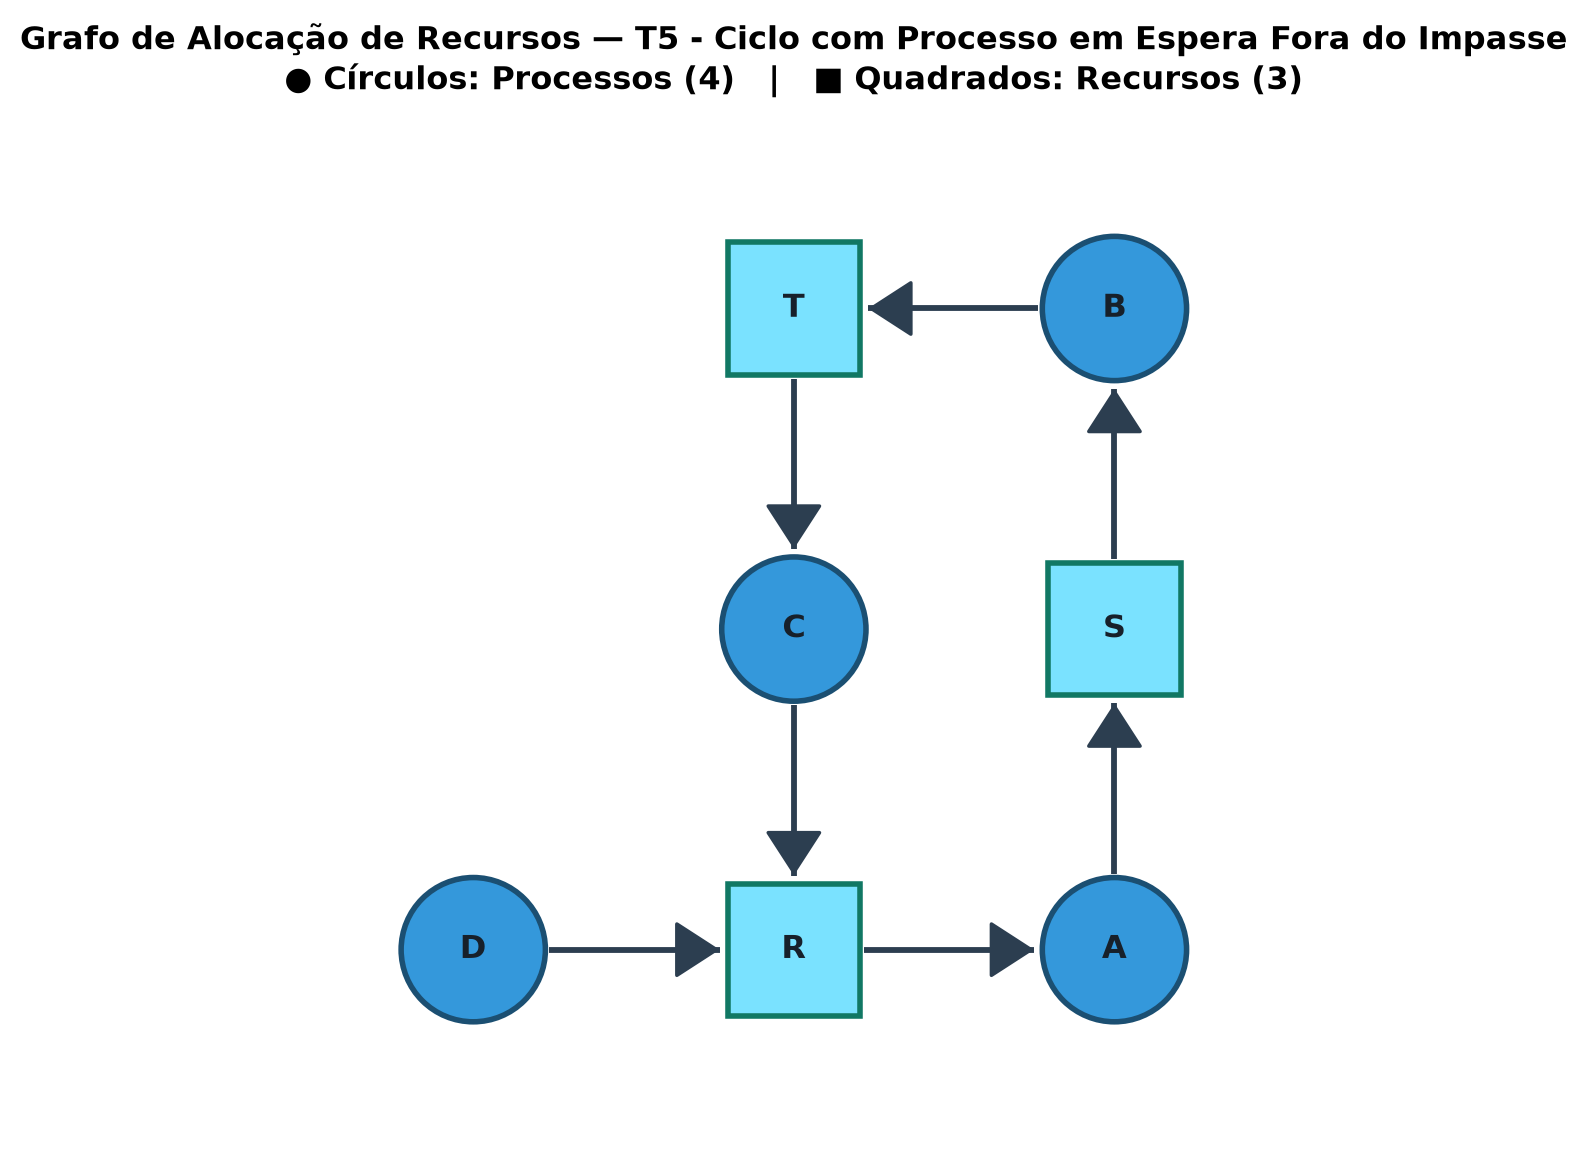 Grafo de Alocação de Recursos — T5 - Ciclo com Processo em Espera Fora do Impasse
● Círculos: Processos (4) | ■ Quadrados: Recursos (3)
T
B
C
S
D
R
A